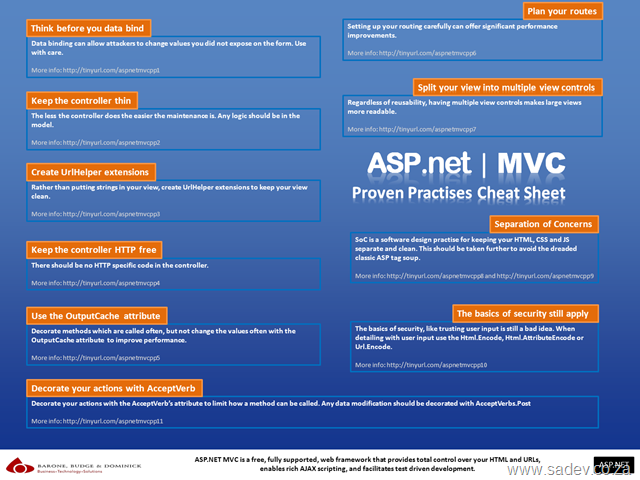 Think before you data bind
Data binding can allow attackers to change values you did not expose on the form. Use
with care.
More info: http://tinyurl.com/aspnetmvcpp1
Keep the controller thin
The less the controller does the easier the maintenance is. Any logic should be in the
model.
More info: http://tinyurl.com/aspnetmvcpp2
Create UrlHelper extensions
Rather than putting strings in your view, create UrlHelper extensions to keep your view
clean.
More info: http://tinyurl.com/aspnetmvcpp3
Keep the controller HTTP free
There should be no HTTP specific code in the controller.
More info: http://tinyurl.com/aspnetmvcpp4
Use the OutputCache attribute
Decorate methods which are called often, but not change the values often with the
OutputCache attribute to improve performance.
More info: http://tinyurl.com/aspnetmvcpp5
Plan your routes
Setting up your routing carefully can offer significant performance
improvements.
More info: http://tinyurl.com/aspnetmvcpp6
Split your view into multiple view controls
Regardless of reusability, having multiple view controls makes large views
more readable.
More info: http://tinyurl.com/aspnetmvcpp7
ASP.net | MVC
Proven Practises Cheat Sheet
Separation of Concerns
SoC is a software design practise for keeping your HTML, CSS and JS
separate and clean. This should be taken further to avoid the dreaded
classic ASP tag soup.
More info: http://tinyurl.com/aspnetmvcpp8 and http://tinyurl.com/aspnetmvcpp9
The basics of security still apply
The basics of security, like trusting user input is still a bad idea. When
detailing with user input use the Html.Encode, Html.AttributeEncode or
Url.Encode.
More info: http://tinyurl.com/aspnetmvcpp10
Decorate your actions with AcceptVerb
Decorate your actions with the AcceptVerb's attribute to limit how a method can be called. Any data modification should be decorated with AcceptVerbs.Post
More info: http://tinyurl.com/aspnetmvcpp11
BARONE, BUDGE & DOMINICK
Business-Technology-Solutions
ASP.NET MVC is a free, fully supported, web framework that provides total control over your HTML and URLs,
enables rich AJAX scripting, and facilitates test driven development.
ASP.NET
www.sadev.co.za